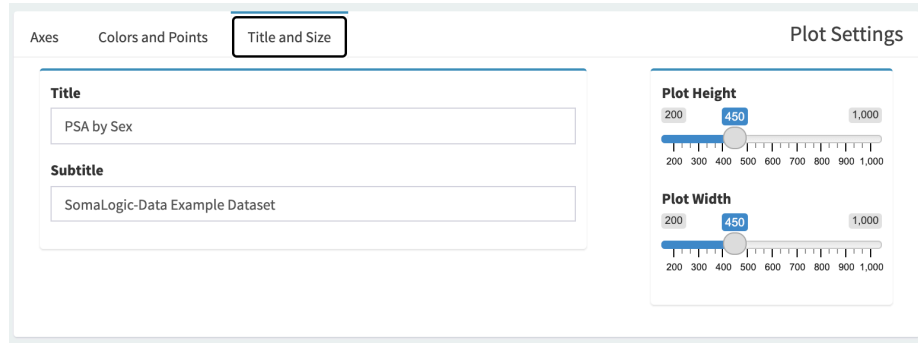 Axes Colors and Points Title and Size Plot Settings
Title
PSA by Sex
Subtitle
SomaLogic-Data Example Dataset
Plot Height
200 450 1,000
200 300 400 500 600 700 800 900 1,000
Plot Width
200 450 1,000
200 300 400 500 600 700 800 900 1,000